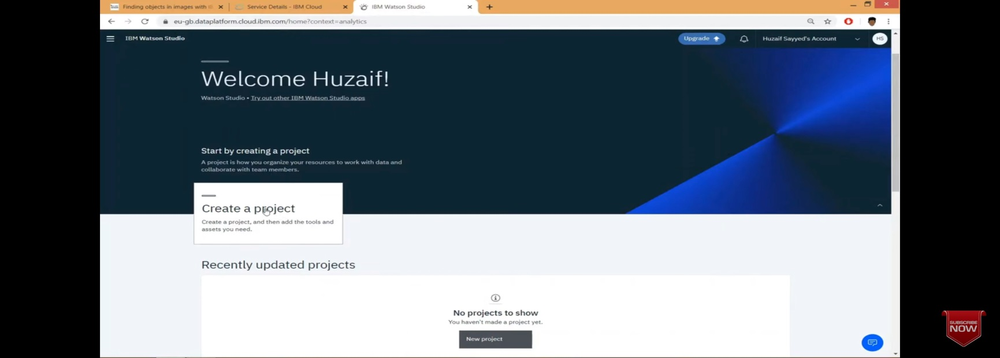 Finding objects in images with IB
Service Details - IBM Cloud
IBM Watson Studio
eu-gb.dataplatform.cloud.ibm.com/home?context=analytics
IBM Watson Studio
Upgrade
Huzaif Sayyed's Account
HS
Welcome Huzaif!
Watson Studio • Try out other IBM Watson Studio apps
Start by creating a project
A project is how you organize your resources to work with data and
collaborate with team members.
Create a project
Create a project, and then add the tools and
assets you need.
Recently updated projects
No projects to show
You haven't made a project yet.
New project
SUBSCRIBE
NOW